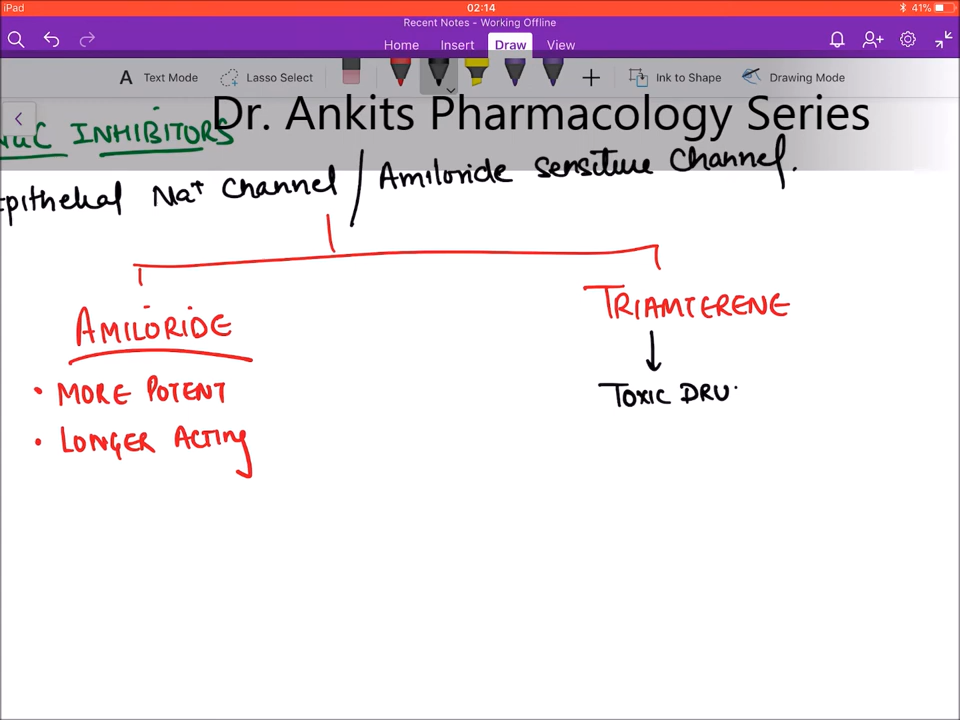 iPad 02:14 41%
Recent Notes - Working Offline
Home Insert Draw View
A Text Mode Lasso Select Ink to Shape Drawing Mode
Dr. Ankits Pharmacology Series
NaC INHIBITORS
Epithelial Na+ Channel / Amiloride Sensitive Channel.
AMILORIDE
TRIAMTERENE
• MORE POTENT
TOXIC DRU
• LONGER ACTING